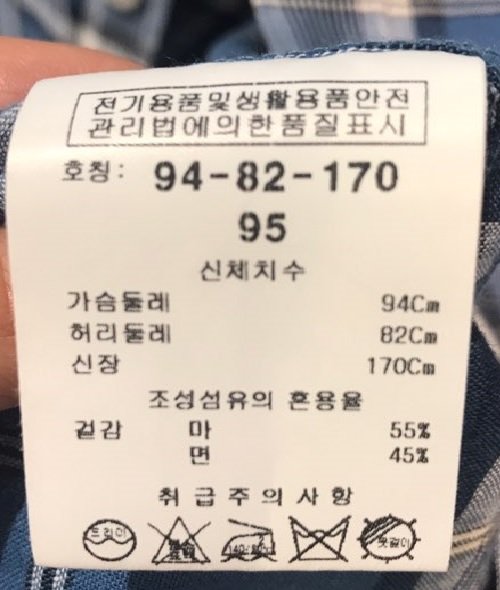 전기용품및생활용품안전
관리법에의한품질표시
호칭: 94-82-170
95
신체치수
가슴둘레 94Cm
허리둘레 82Cm
신장 170Cm
조성섬유의 혼용율
겉감 마 55%
면 45%
취급주의사항
드라이 옷걸이